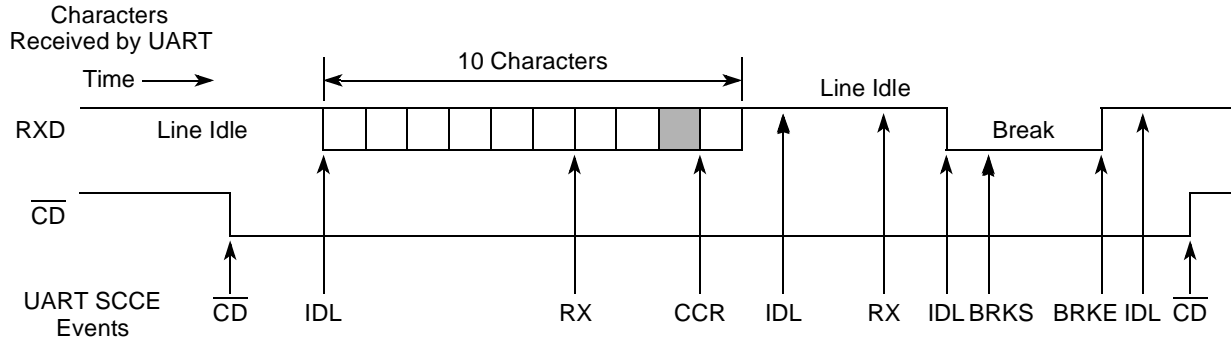 Characters
Received by UART
10 Characters
Time
Line Idle
RXD
Line Idle
Break
CD
UART SCCE
Events
CD
IDL
RX
CCR
IDL
RX
IDL
BRKS
BRKE
IDL
CD